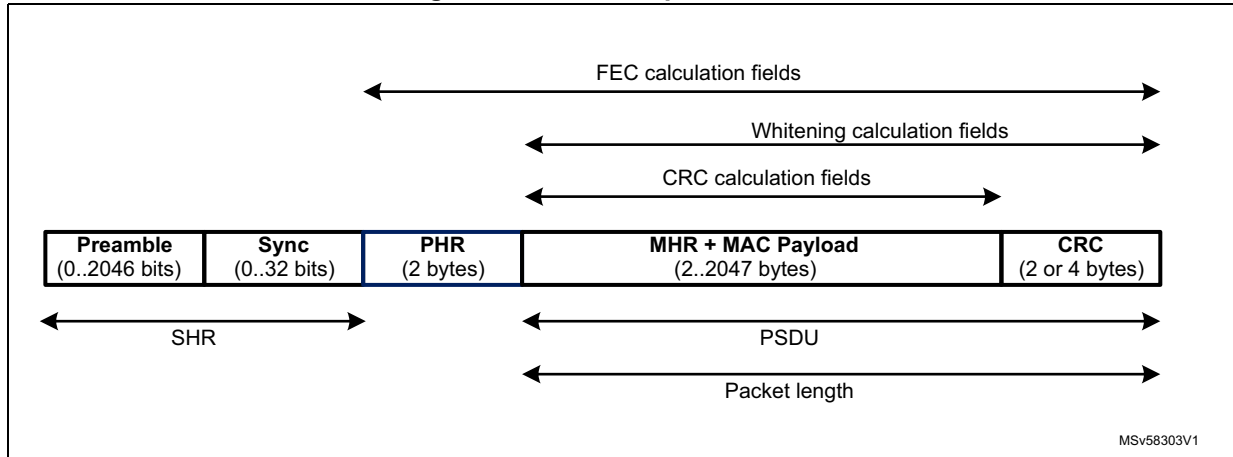 FEC calculation fields
Whitening calculation fields
CRC calculation fields
Preamble
(0..2046 bits)
Sync
(0..32 bits)
PHR
(2 bytes)
MHR + MAC Payload
(2..2047 bytes)
CRC
(2 or 4 bytes)
SHR
PSDU
Packet length
MSv58303V1